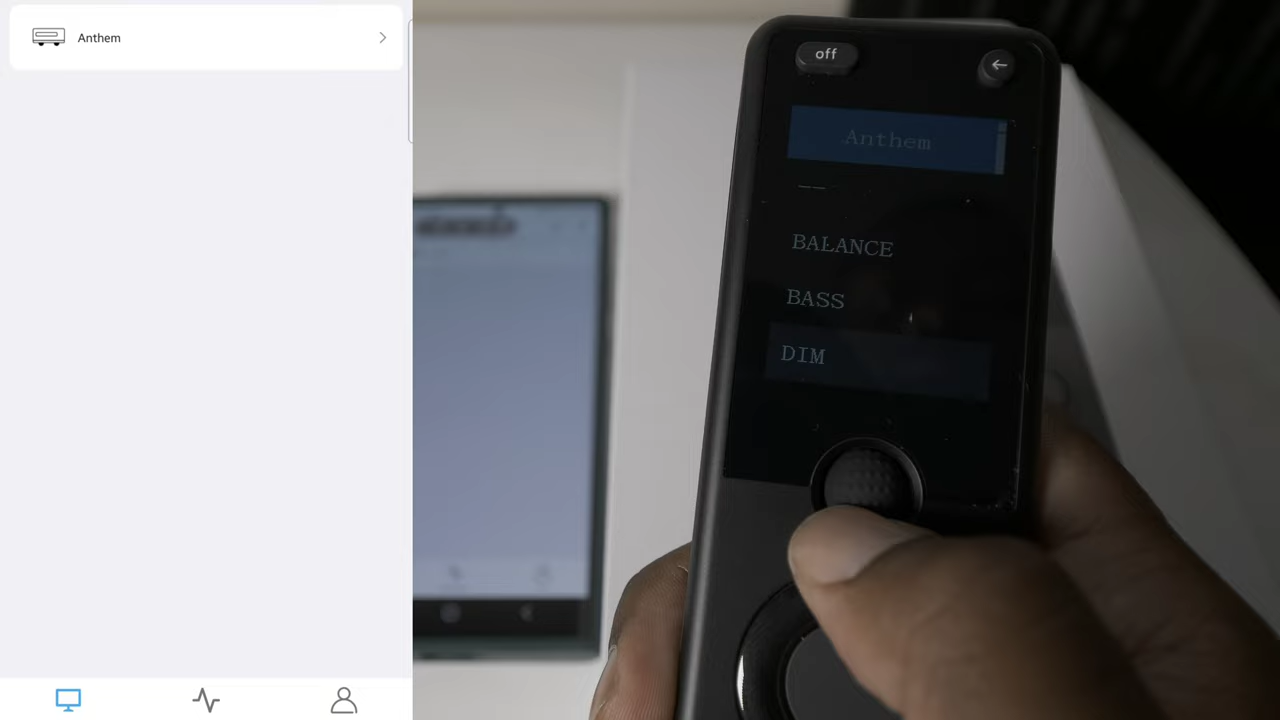 Anthem
off
Anthem
BALANCE
BASS
DIM